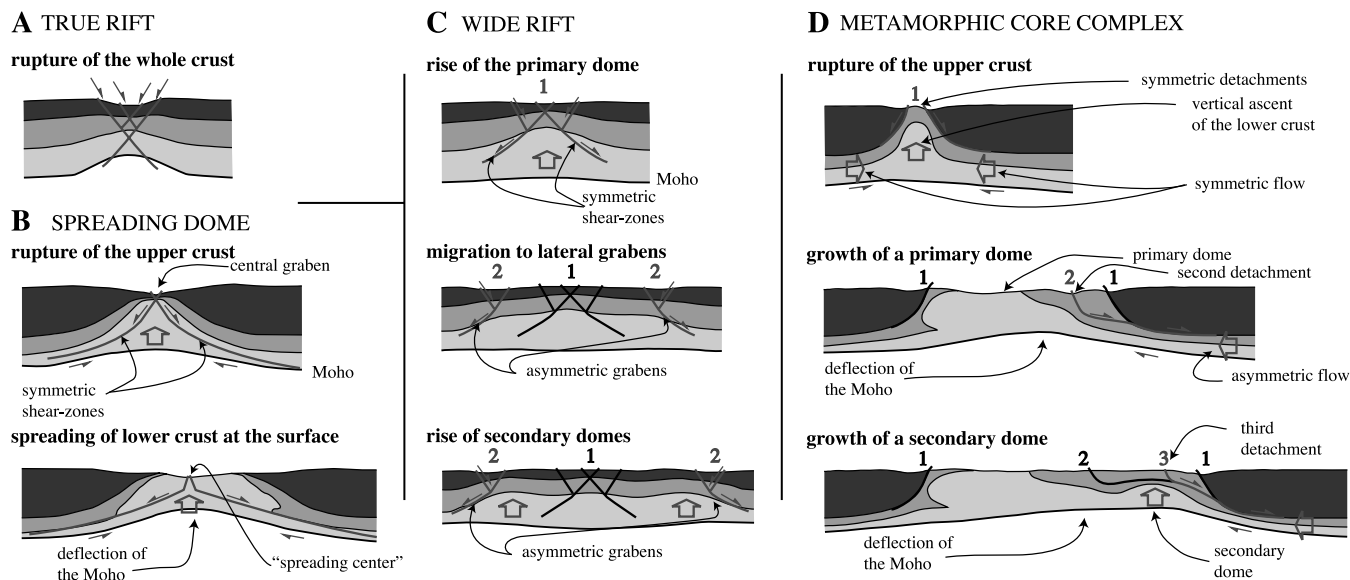 A TRUE RIFT
rupture of the whole crust
B SPREADING DOME
rupture of the upper crust
central graben
Moho
symmetric
shear-zones
spreading of lower crust at the surface
deflection of
the Moho
“spreading center”
C WIDE RIFT
rise of the primary dome
1
Moho
symmetric
shear-zones
migration to lateral grabens
2 1 2
asymmetric grabens
rise of secondary domes
2 1 2
asymmetric grabens
D METAMORPHIC CORE COMPLEX
rupture of the upper crust
1
symmetric detachments
vertical ascent
of the lower crust
symmetric flow
growth of a primary dome
primary dome
second detachment
1 2 1
deflection of
the Moho
asymmetric flow
growth of a secondary dome
third
detachment
1 2 3 1
deflection of
the Moho
secondary
dome